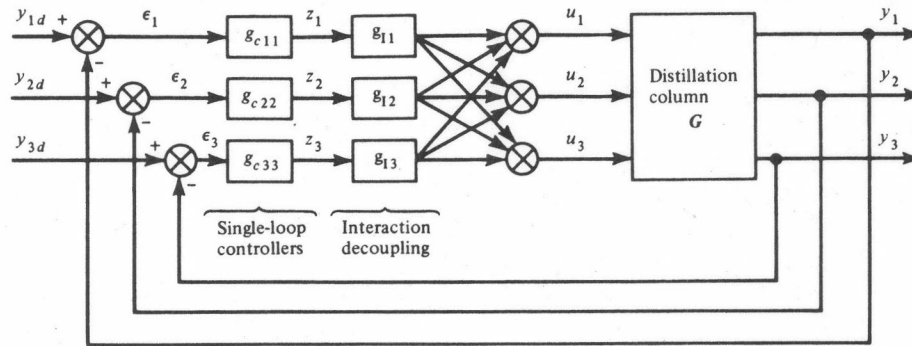 y1d + ϵ1 gc11 z1 gI1 u1 y1
-
y2d + ϵ2 gc22 z2 gI2 u2 Distillation column G y2
-
y3d + ϵ3 gc33 z3 gI3 u3 y3
-
Single-loop controllers
Interaction decoupling